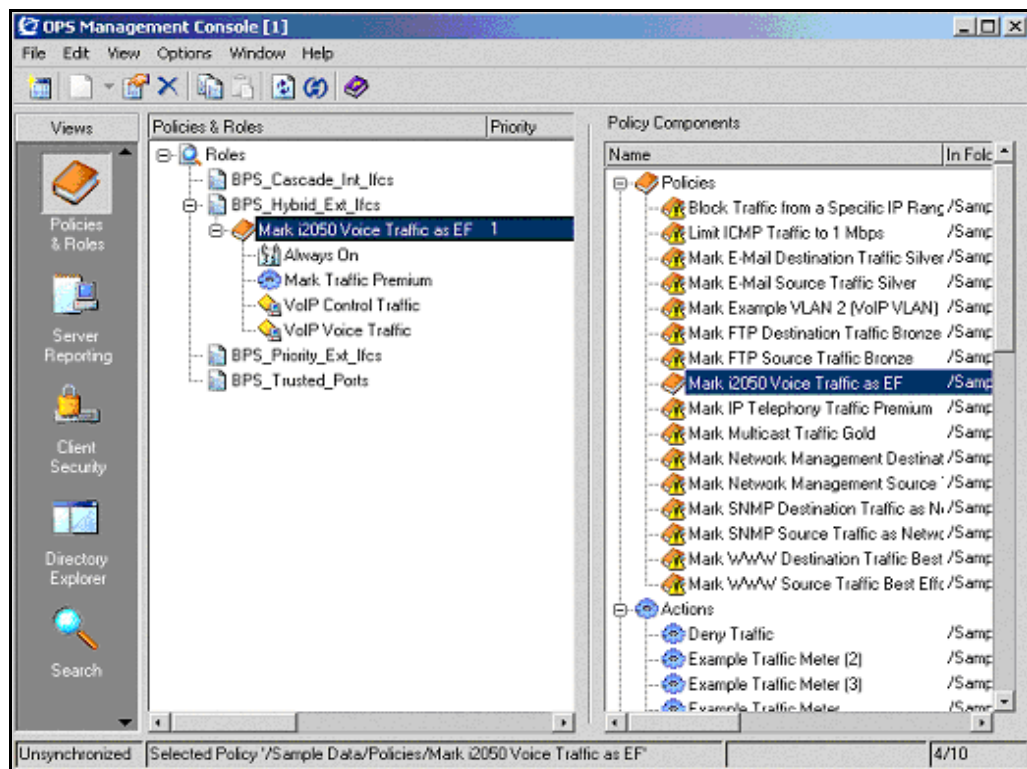 OPS Management Console [1]
File Edit View Options Window Help
Views
Policies & Roles
Server Reporting
Client Security
Directory Explorer
Search
Policies & Roles Priority
Roles
BPS_Cascade_Int_Ifcs
BPS_Hybrid_Ext_Ifcs
Mark i2050 Voice Traffic as EF 1
Always On
Mark Traffic Premium
VoIP Control Traffic
VoIP Voice Traffic
BPS_Priority_Ext_Ifcs
BPS_Trusted_Ports
Policy Components
Name In Folc
Policies
Block Traffic from a Specific IP Rang /Samp
Limit ICMP Traffic to 1 Mbps /Samp
Mark E-Mail Destination Traffic Silver /Samp
Mark E-Mail Source Traffic Silver /Samp
Mark Example VLAN 2 (VoIP VLAN) /Samp
Mark FTP Destination Traffic Bronze /Samp
Mark FTP Source Traffic Bronze /Samp
Mark i2050 Voice Traffic as EF /Samp
Mark IP Telephony Traffic Premium /Samp
Mark Multicast Traffic Gold /Samp
Mark Network Management Destinat /Samp
Mark Network Management Source /Samp
Mark SNMP Destination Traffic as N /Samp
Mark SNMP Source Traffic as Netwo /Samp
Mark WWW Destination Traffic Best /Samp
Mark WWW Source Traffic Best Effo /Samp
Actions
Deny Traffic /Samp
Example Traffic Meter (2) /Samp
Example Traffic Meter (3) /Samp
Example Traffic Meter /Samp
Unsynchronized Selected Policy '/Sample Data/Policies/Mark i2050 Voice Traffic as EF' 4/10